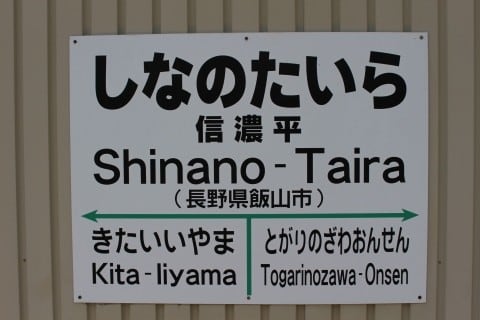 しなのたいら
信濃平
Shinano-Taira
（長野県飯山市）
きたいいやま とがりのざわおんせん
Kita-Iiyama Togarinozawa-Onsen